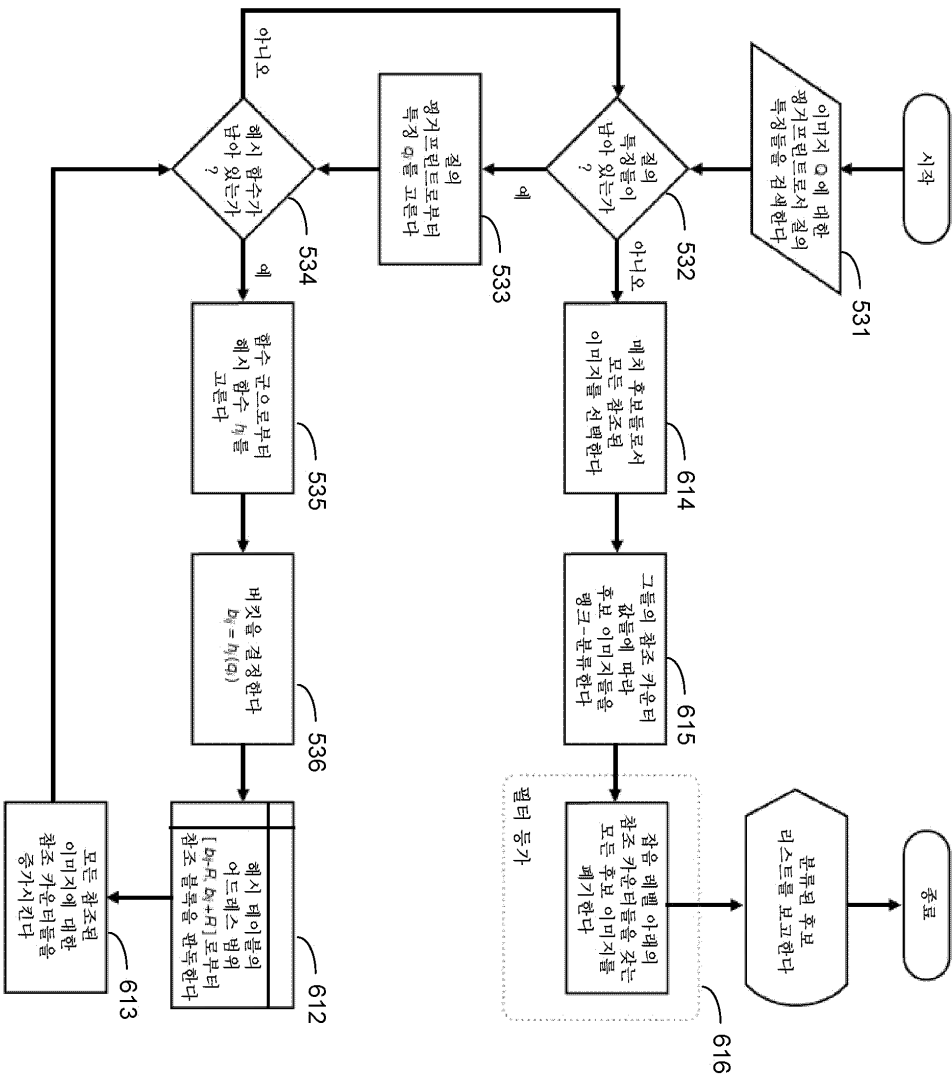 시작
이미지 Q에 대한
핑거프린트로서 질의
특징들을 검색한다
531
질의
특징들이
남아 있는가
?
532
예
아니오
질의
핑거프린트로부터
특징 qi를 고른다
533
해시 함수가
남아 있는가
?
534
아니오
예
함수 군으로부터
해시 함수 hj를
고른다
535
버킷을 결정한다
bij = hj(qi)
536
해시 테이블의
어드레스 범위
[ bij-R, bij+R ]로부터
참조 블록을 판독한다
612
모든 참조된
이미지에 대한
참조 카운터들을
증가시킨다
613
매치 후보들로서
모든 참조된
이미지를 선택한다
614
그들의 참조 카운터
값들에 따라
후보 이미지들을
랭크-분류한다
615
잡음 레벨 아래의
참조 카운터들을 갖는
모든 후보 이미지를
폐기한다
필터 등가
616
분류된 후보
리스트를 보고한다
종료